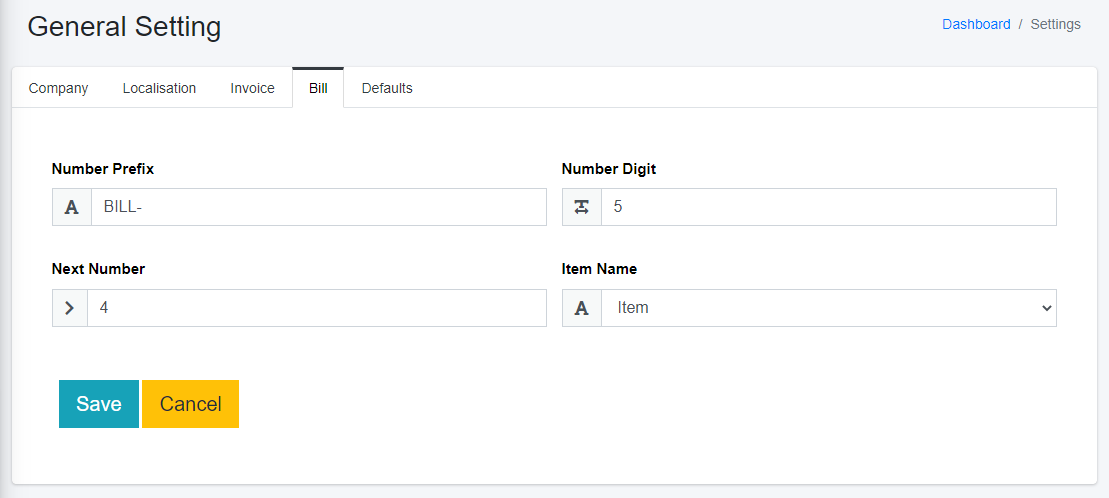 General Setting
Dashboard / Settings
Company Localisation Invoice Bill Defaults
Number Prefix Number Digit
BILL- 5
Next Number Item Name
4 Item
Save Cancel